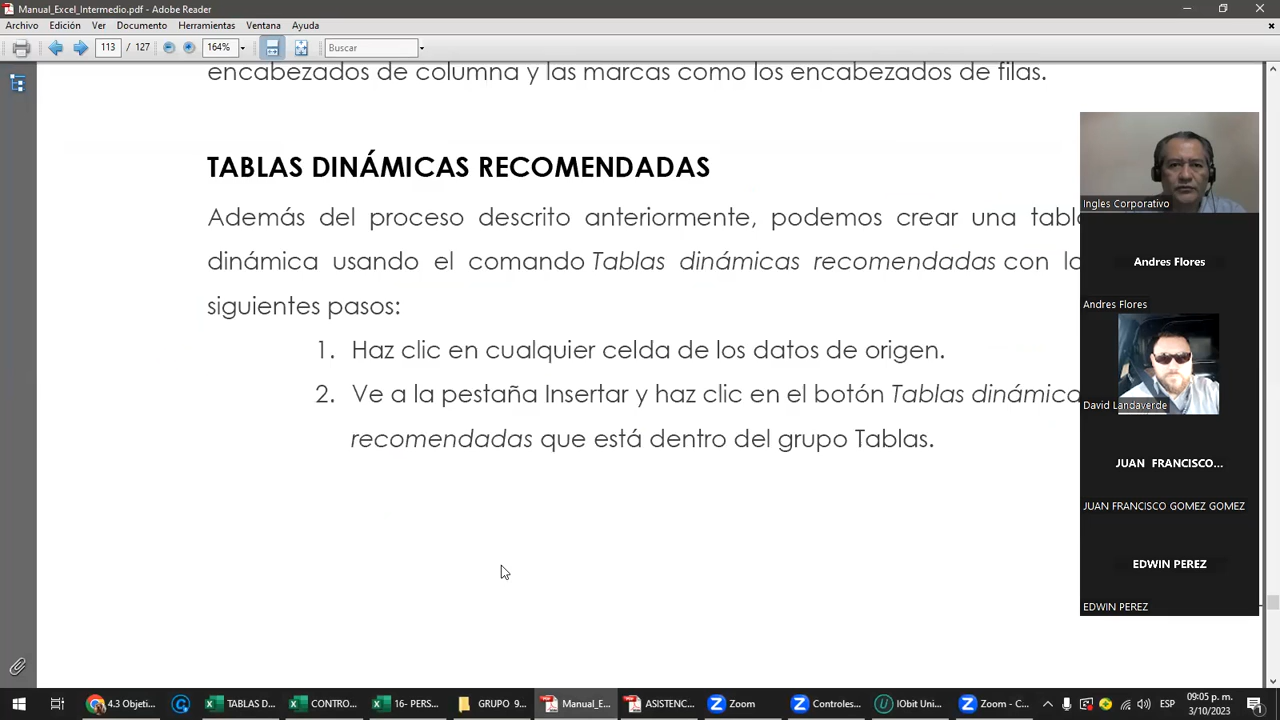 Manual_Excel_Intermedio.pdf - Adobe Reader
Archivo Edición Ver Documento Herramientas Ventana Ayuda
113 / 127 164% Buscar
encabezados de columna y las marcas como los encabezados de filas.
TABLAS DINÁMICAS RECOMENDADAS
Además del proceso descrito anteriormente, podemos crear una tabla
dinámica usando el comando Tablas dinámicas recomendadas con lo
siguientes pasos:
1. Haz clic en cualquier celda de los datos de origen.
2. Ve a la pestaña Insertar y haz clic en el botón Tablas dinámica
recomendadas que está dentro del grupo Tablas.
Ingles Corporativo
Andres Flores
Andres Flores
David Landaverde
JUAN FRANCISCO...
JUAN FRANCISCO GOMEZ GOMEZ
EDWIN PEREZ
EDWIN PEREZ
4.3 Objeti... TABLAS D... CONTRO... 16- PERS... GRUPO 9... Manual_E... ASISTENC... Zoom Controles... IObit Uni... Zoom - C... ESP
09:05 p. m.
3/10/2023